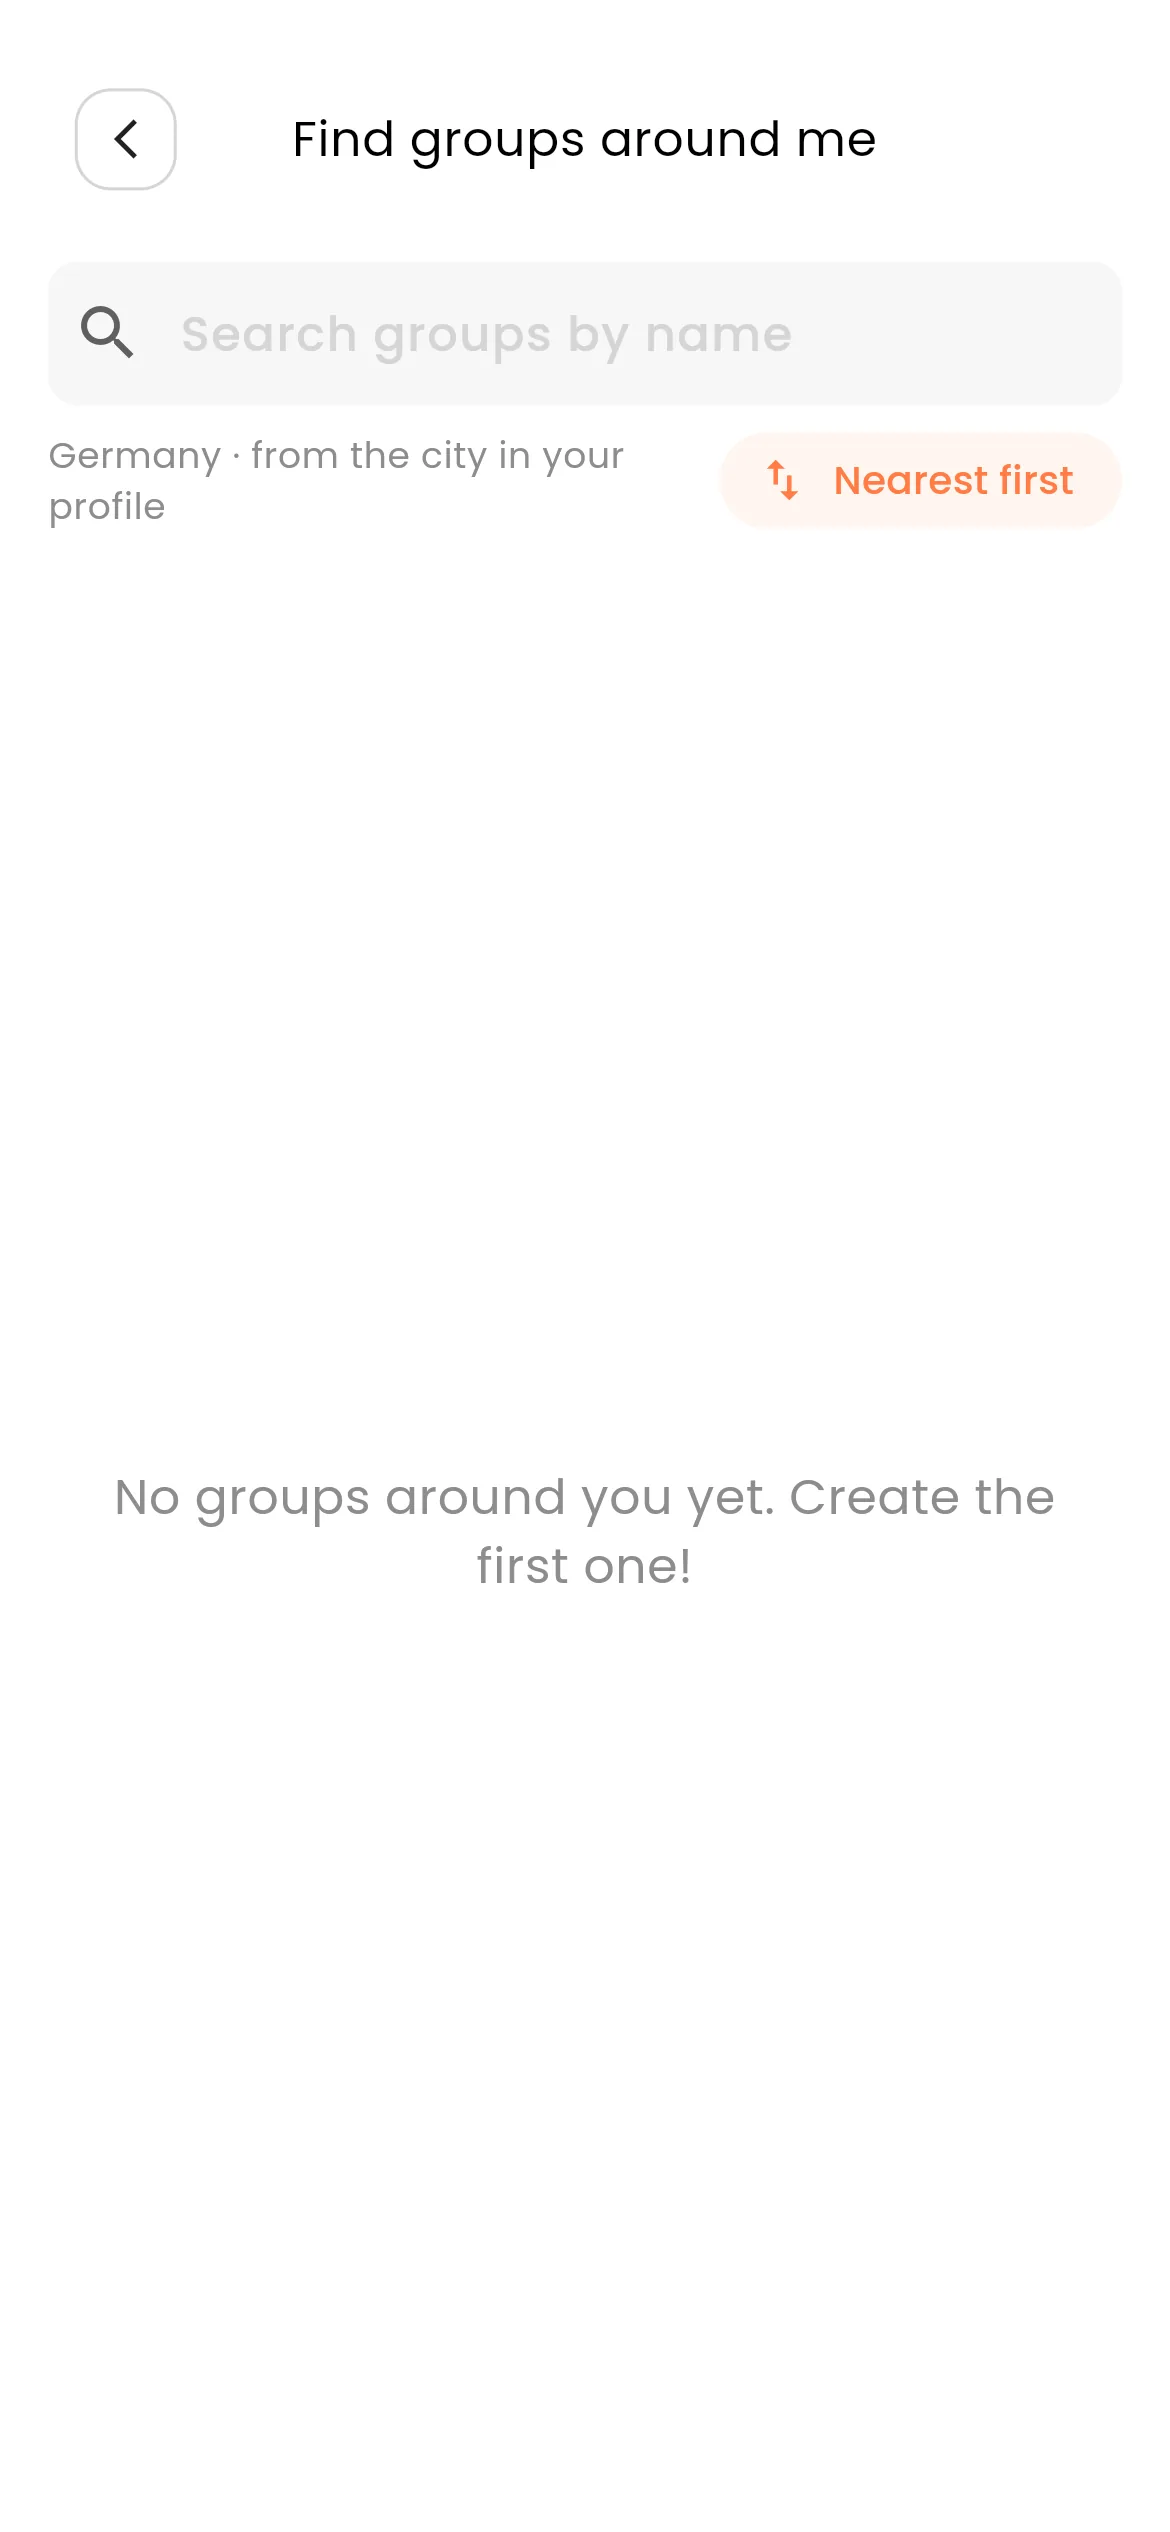 Find groups around me
Search groups by name
Germany · from the city in your
profile
Nearest first
No groups around you yet. Create the
first one!